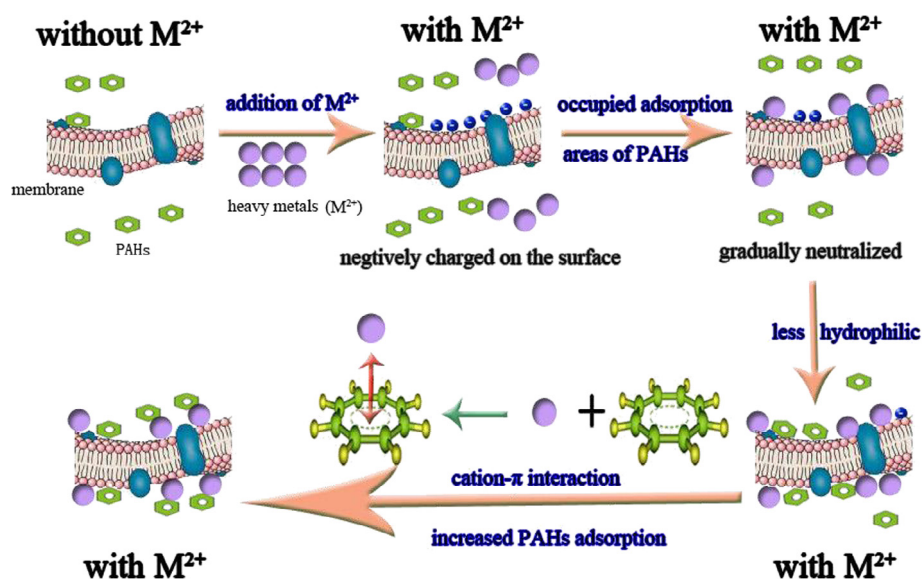 without M²⁺
with M²⁺
with M²⁺
addition of M²⁺
occupied adsorption
areas of PAHs
membrane
heavy metals (M²⁺)
PAHs
negtively charged on the surface
gradually neutralized
less hydrophilic
+
cation-π interaction
increased PAHs adsorption
with M²⁺
with M²⁺